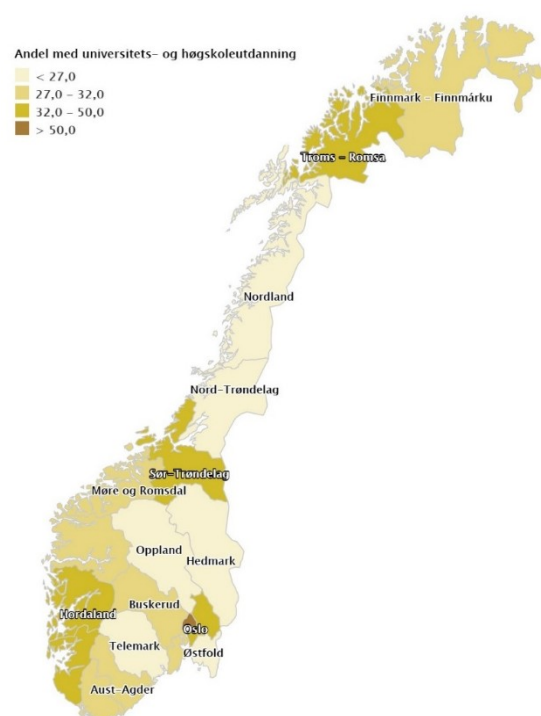 Andel med universitets- og høgskoleutdanning
< 27,0
27,0 - 32,0
32,0 - 50,0
> 50,0
Finnmark - Finnmárku
Troms - Romsa
Nordland
Nord-Trøndelag
Sør-Trøndelag
Møre og Romsdal
Oppland
Hedmark
Hordaland
Buskerud
Oslo
Telemark
Østfold
Aust-Agder